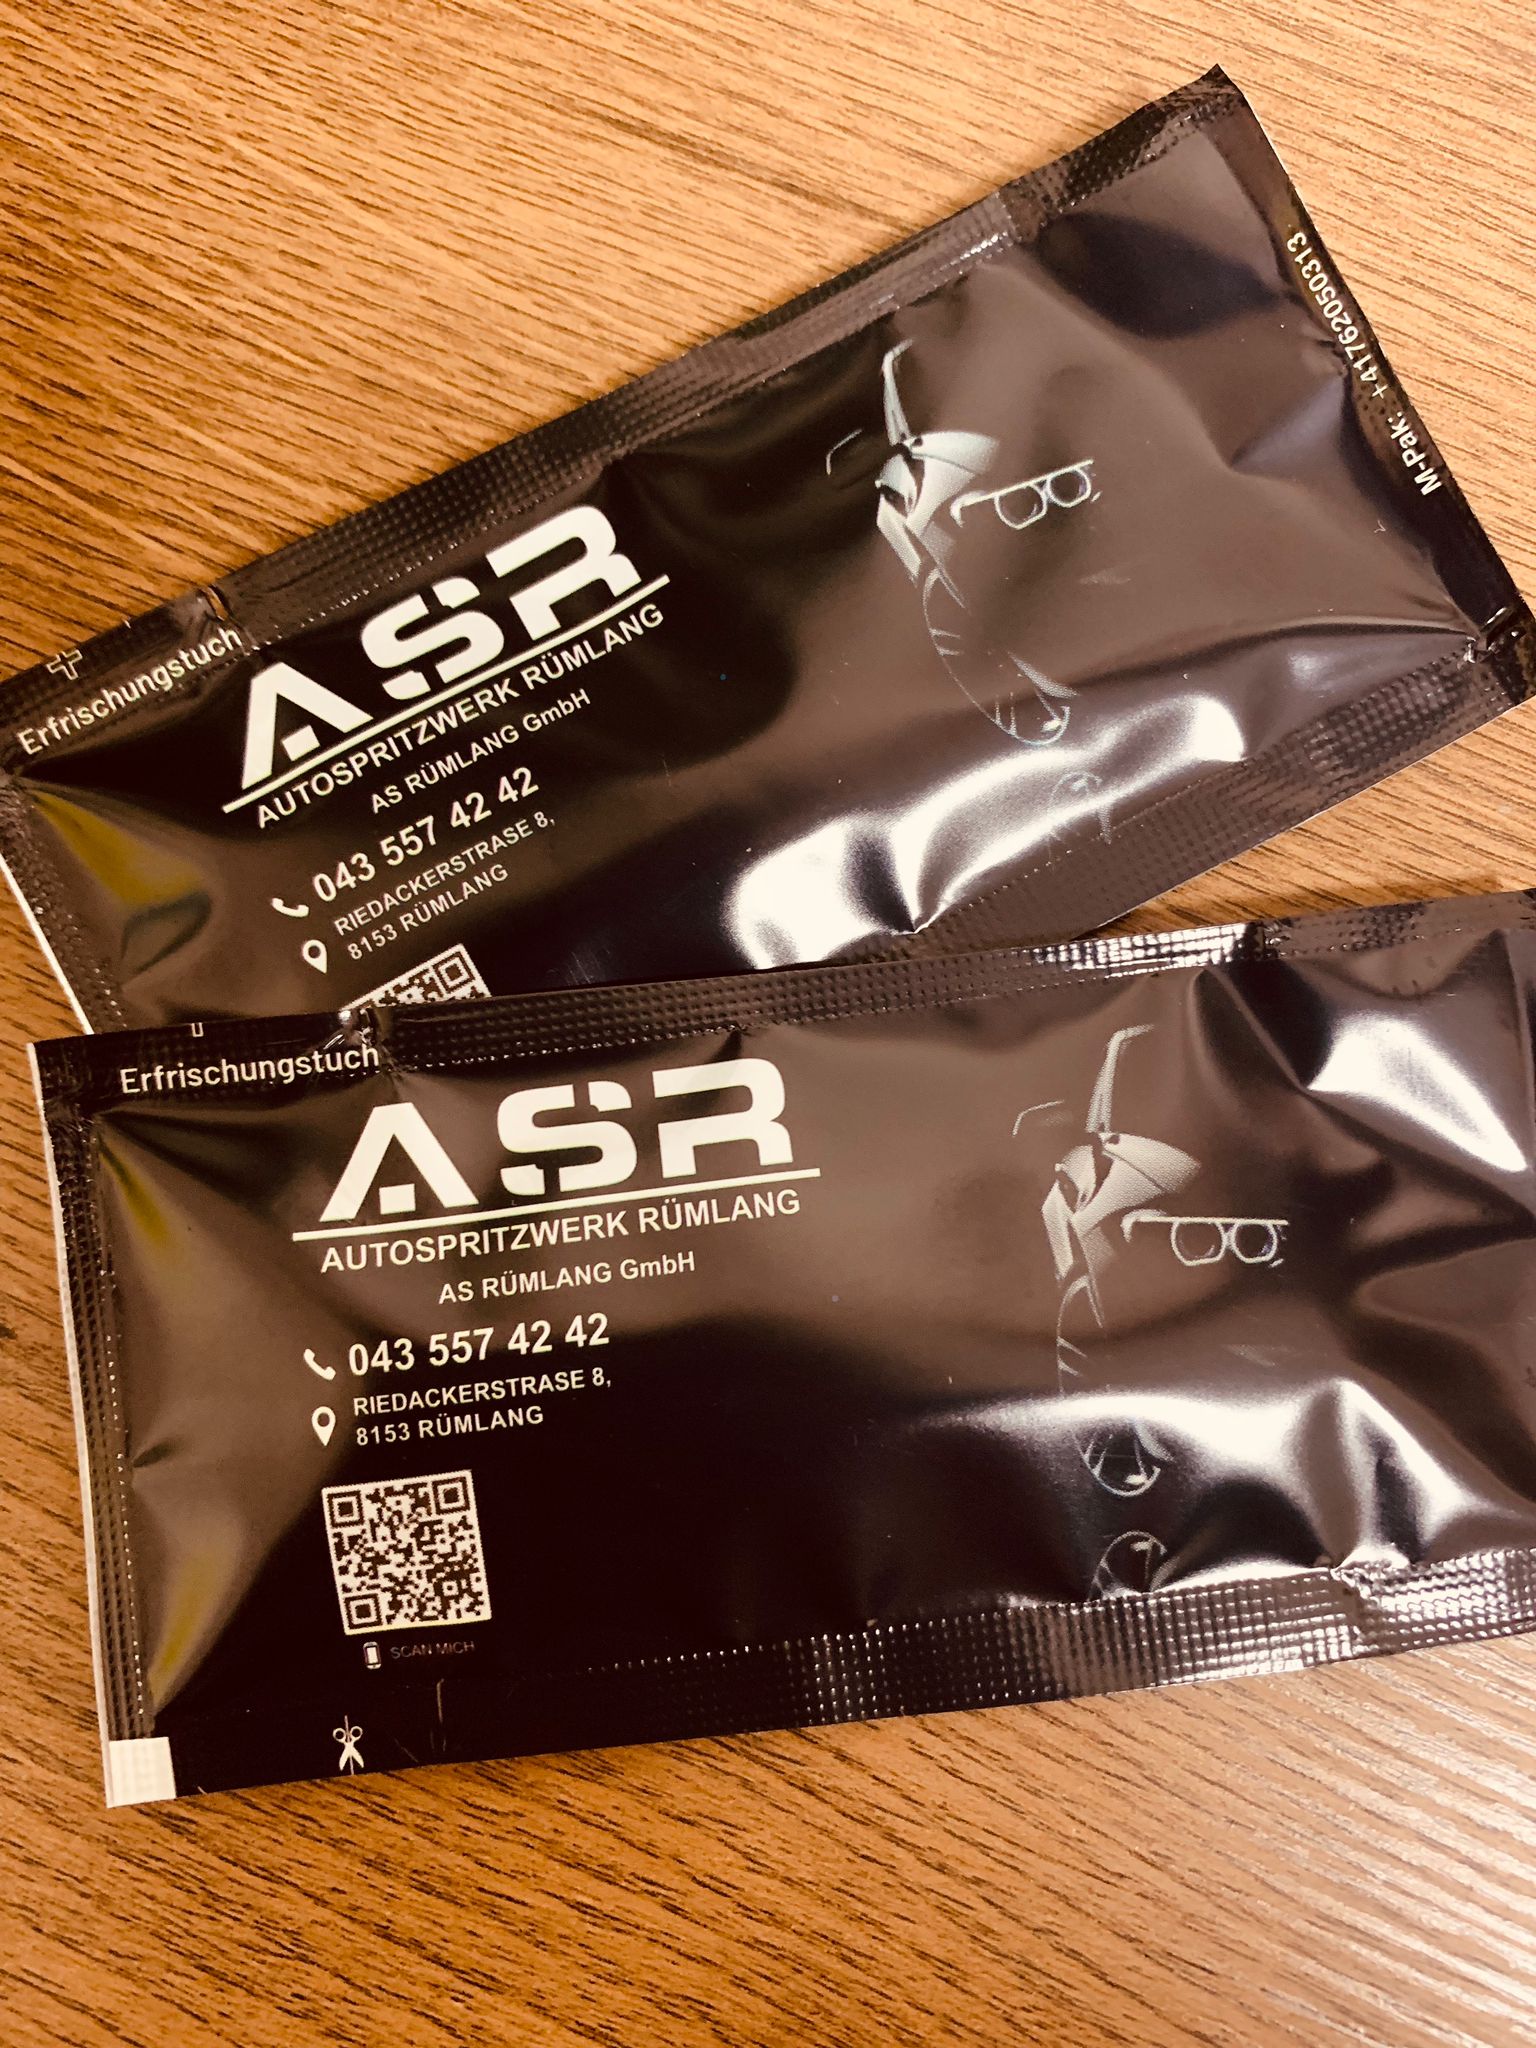 Erfrischungstuch
ASR
AUTOSPRITZWERK RÜMLANG
AS RÜMLANG GmbH
043 557 42 42
RIEDACKERSTRASE 8,
8153 RÜMLANG
M-Pak: +41762050313
Erfrischungstuch
ASR
AUTOSPRITZWERK RÜMLANG
AS RÜMLANG GmbH
043 557 42 42
RIEDACKERSTRASE 8,
8153 RÜMLANG
SCAN MICH